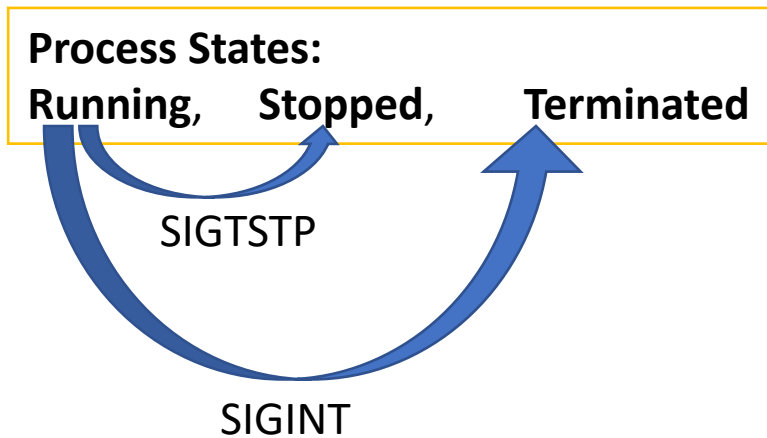 Process States:
Running, Stopped, Terminated
SIGTSTP
SIGINT